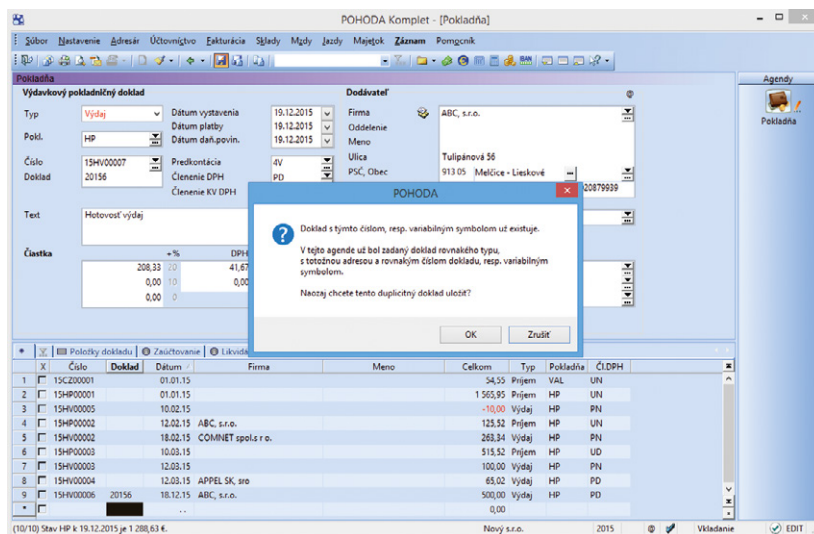 POHODA Komplet - [Pokladňa]
Súbor Nastavenie Adresár Účtovníctvo Fakturácia Sklady Mzdy Jazdy Majetok Záznam Pomocník
Pokladňa
Agendy
Pokladňa
Výdavkový pokladničný doklad
Dodávateľ
@
Typ Výdaj Dátum vystavenia 19.12.2015 Firma ABC, s.r.o.
Dátum platby 19.12.2015 Oddelenie
Pokl. HP Dátum daň.povin. 19.12.2015 Meno
Číslo 15HV00007 Predkontácia 4V Ulica Tulipánová 56
Doklad 20156 Členenie DPH PD PSČ, Obec 913 05 Melčice - Lieskové ...
Členenie KV DPH 20879939
Text Hotovosť výdaj
Čiastka +% DPH
208,33 20 41,67
0,00 10 0,00
0,00 0
POHODA
Doklad s týmto číslom, resp. variabilným symbolom už existuje.
V tejto agende už bol zadaný doklad rovnakého typu,
s totožnou adresou a rovnakým číslom dokladu, resp. variabilným
symbolom.
Naozaj chcete tento duplicitný doklad uložiť?
OK Zrušiť
* Položky dokladu Zaúčtovanie Likvida
X Číslo Doklad Dátum Firma Meno Celkom Typ Pokladňa Čl.DPH
1 15CZ00001 01.01.15 54,55 Príjem VAL UN
2 15HP00001 01.01.15 1 565,95 Príjem HP UN
3 15HV00005 10.02.15 -10,00 Výdaj HP PN
4 15HP00002 12.02.15 ABC, s.r.o. 125,52 Príjem HP UN
5 15HV00002 18.02.15 COMNET spol.s r o. 263,34 Výdaj HP PN
6 15HP00003 10.03.15 515,52 Príjem HP UD
7 15HV00003 12.03.15 100,00 Výdaj HP PN
8 15HV00004 12.03.15 APPEL SK, sro 65,02 Výdaj HP PD
9 15HV00006 20156 18.12.15 ABC, s.r.o. 500,00 Výdaj HP PD
* . . 0,00
(10/10) Stav HP k 19.12.2015 je 1 288,63 €. Nový s.r.o. 2015 @ Vkladanie EDIT